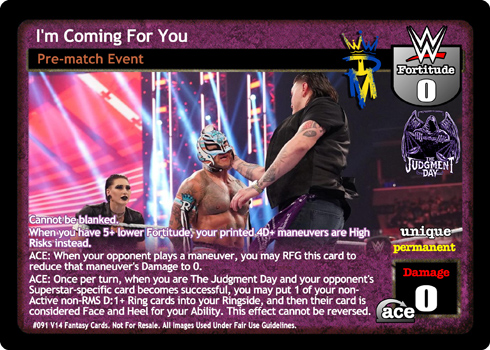 I'm Coming For You
Pre-match Event
W
Fortitude
0
THE
JUDGMENT
DAY
Cannot be blanked.
When you have 5+ lower Fortitude, your printed 4D+ maneuvers are High
Risks instead.
ACE: When your opponent plays a maneuver, you may RFG this card to
reduce that maneuver's Damage to 0.
ACE: Once per turn, when you are The Judgment Day and your opponent's
Superstar-specific card becomes successful, you may put 1 of your non-
Active non-RMS D:1+ Ring cards into your Ringside, and then their card is
considered Face and Heel for your Ability. This effect cannot be reversed.
unique
permanent
Damage
ace
0
#091 V14 Fantasy Cards. Not For Resale. All Images Used Under Fair Use Guidelines.